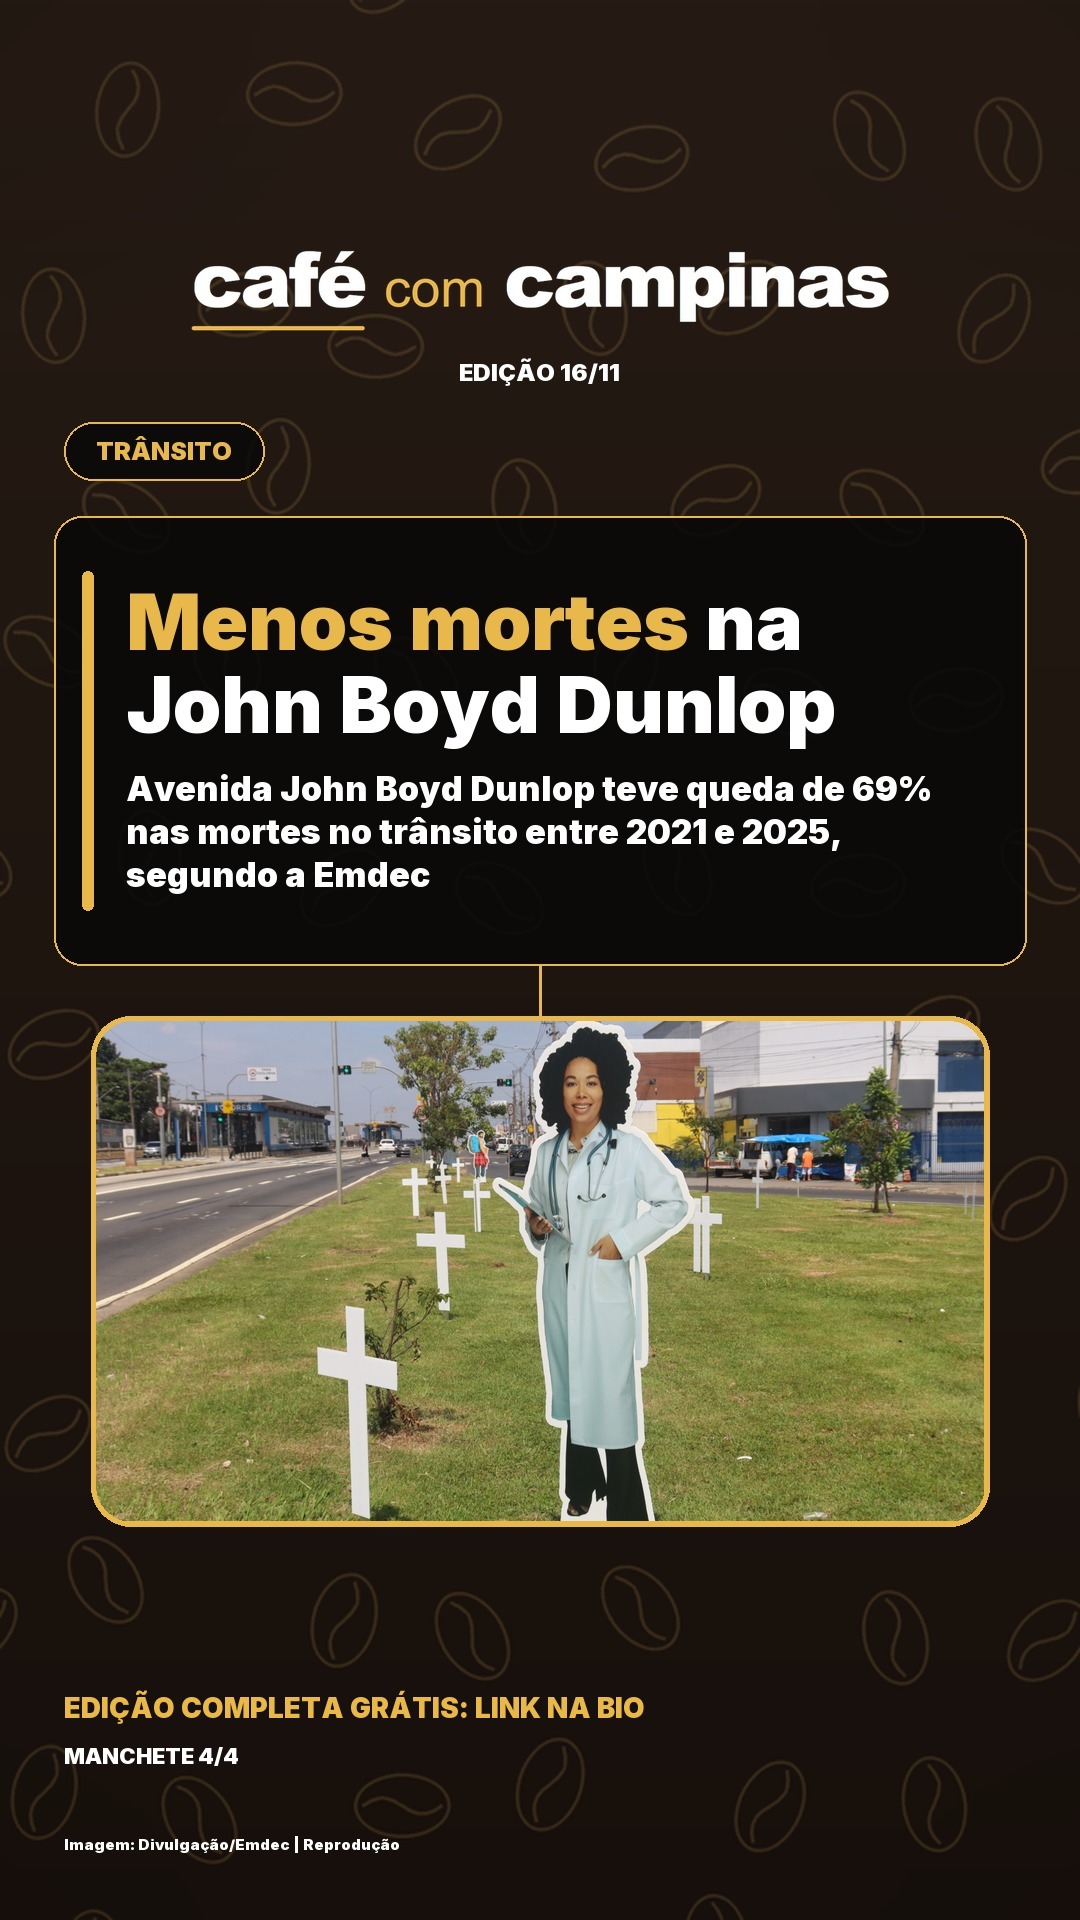 café com campinas
EDIÇÃO 16/11
TRÂNSITO
Menos mortes na
John Boyd Dunlop
Avenida John Boyd Dunlop teve queda de 69%
nas mortes no trânsito entre 2021 e 2025,
segundo a Emdec
EDIÇÃO COMPLETA GRÁTIS: LINK NA BIO
MANCHETE 4/4
Imagem: Divulgação/Emdec | Reprodução